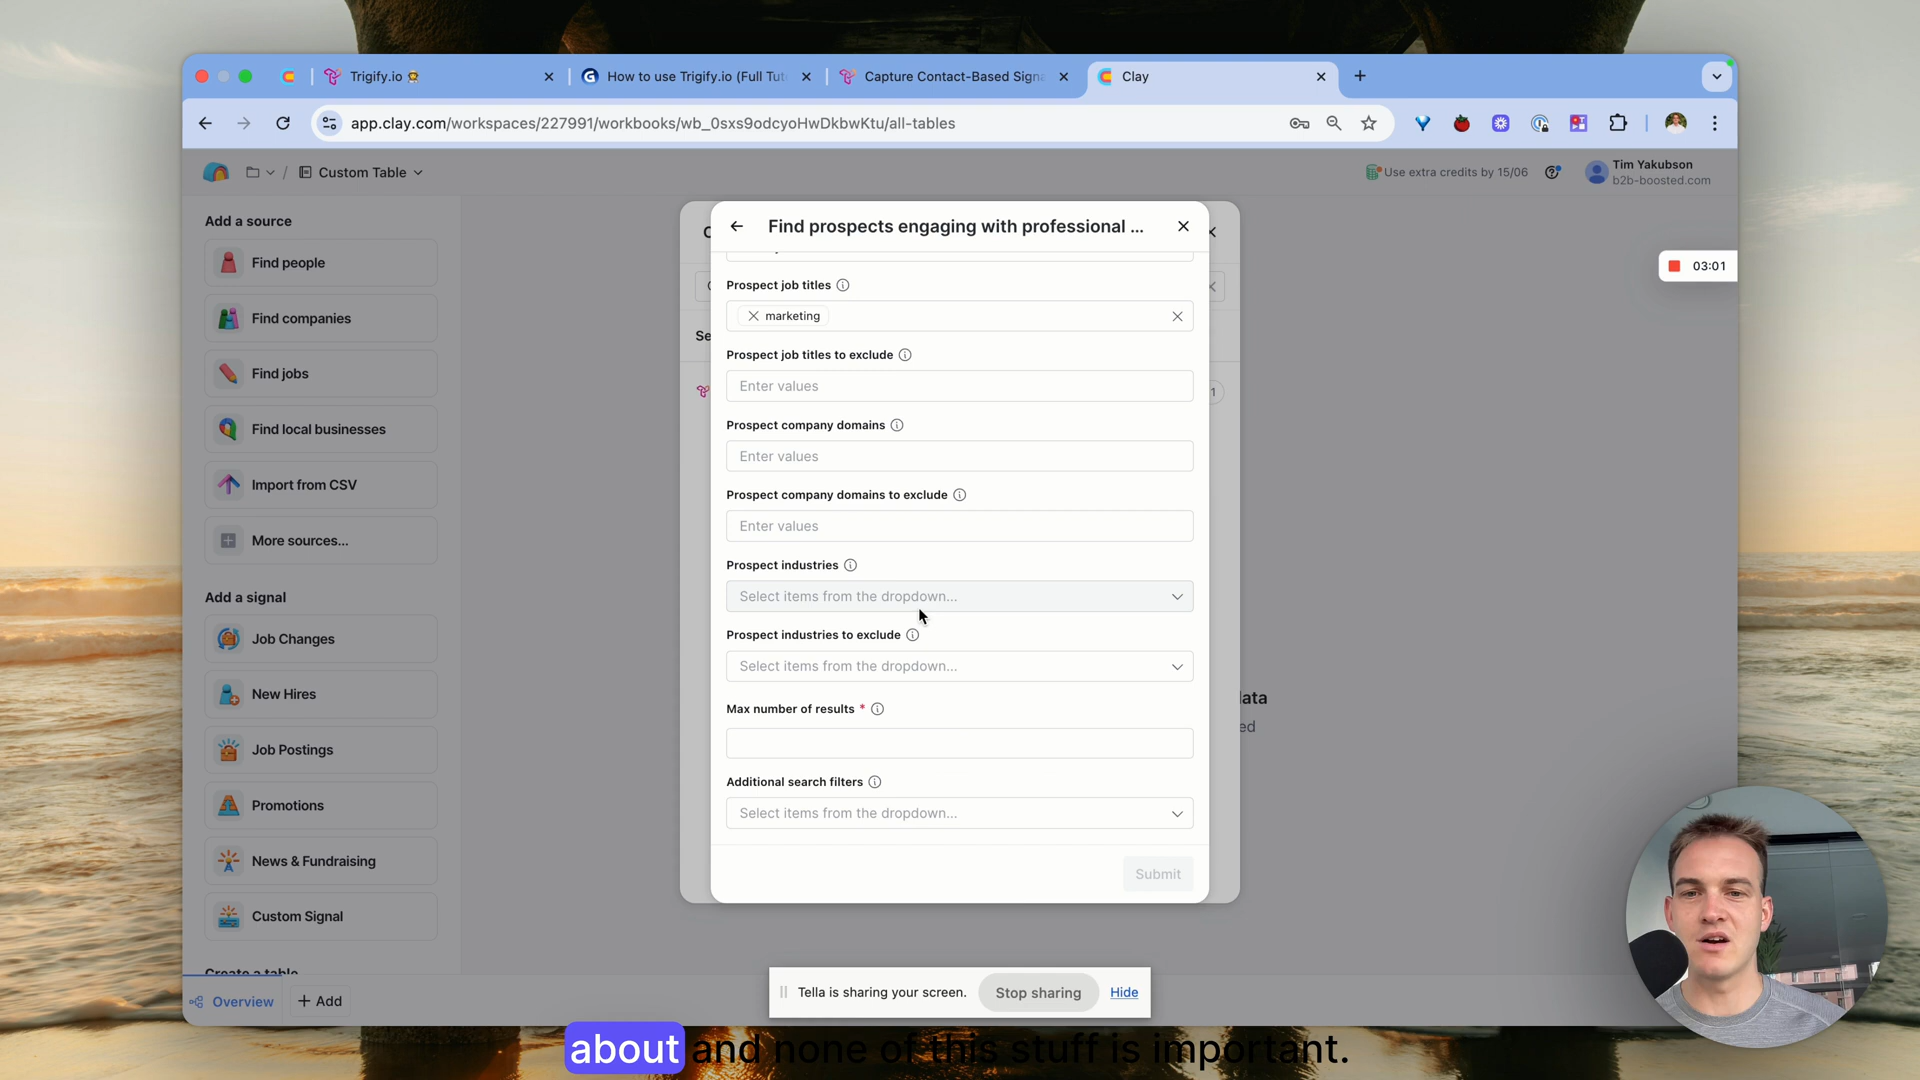 Trigify.io
How to use Trigify.io (Full Tut
Capture Contact-Based Signa
Clay
app.clay.com/workspaces/227991/workbooks/wb_0sxs9odcyoHwDkbwKtu/all-tables
Custom Table
Use extra credits by 15/06
Tim Yakubson
b2b-boosted.com
Add a source
Find people
Find companies
Find jobs
Find local businesses
Import from CSV
More sources...
Add a signal
Job Changes
New Hires
Job Postings
Promotions
News & Fundraising
Custom Signal
Create a table
Overview
+ Add
Se
1
lata
ed
Find prospects engaging with professional ...
Prospect job titles
marketing
Prospect job titles to exclude
Enter values
Prospect company domains
Enter values
Prospect company domains to exclude
Enter values
Prospect industries
Select items from the dropdown...
Prospect industries to exclude
Select items from the dropdown...
Max number of results *
Additional search filters
Select items from the dropdown...
Submit
03:01
Tella is sharing your screen.
Stop sharing
Hide
about and none of this stuff is important.